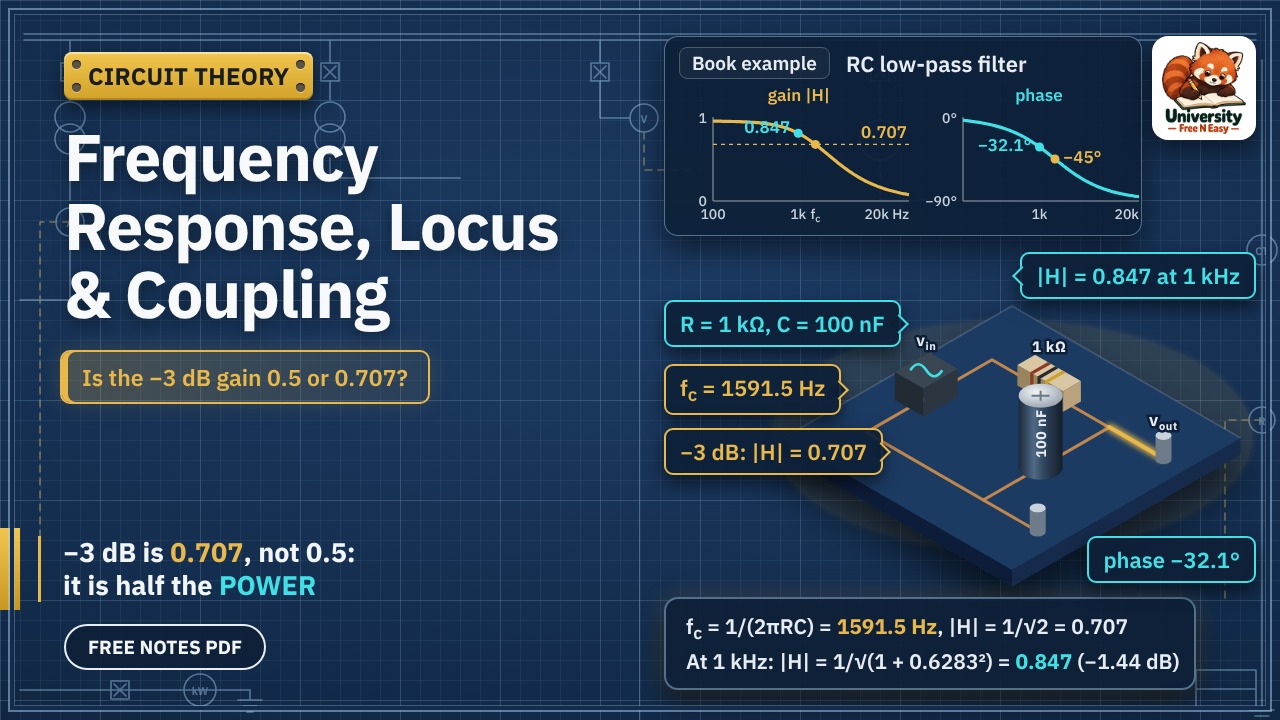 CIRCUIT THEORY
Frequency
Response, Locus
& Coupling
Is the −3 dB gain 0.5 or 0.707?
−3 dB is 0.707, not 0.5:
it is half the POWER
FREE NOTES PDF
kW
Book example
RC low-pass filter
gain |H|
1
0.847
0.707
0
100
1k fc
20k Hz
phase
0°
−32.1°
−45°
−90°
1k
20k
University
Free N Easy
V
|H| = 0.847 at 1 kHz
R = 1 kΩ, C = 100 nF
fc = 1591.5 Hz
−3 dB: |H| = 0.707
vin
1 kΩ
100 nF
vout
phase −32.1°
fc = 1/(2πRC) = 1591.5 Hz, |H| = 1/√2 = 0.707
At 1 kHz: |H| = 1/√(1 + 0.6283²) = 0.847 (−1.44 dB)